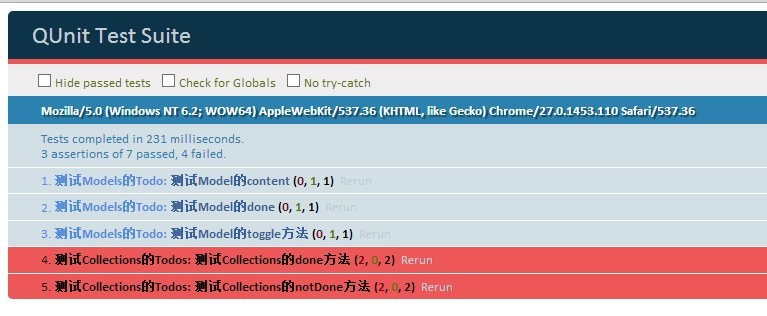 QUnit Test Suite
Hide passed tests Check for Globals No try-catch
Mozilla/5.0 (Windows NT 6.2; WOW64) AppleWebKit/537.36 (KHTML, like Gecko) Chrome/27.0.1453.110 Safari/537.36
Tests completed in 231 milliseconds.
3 assertions of 7 passed, 4 failed.
1. 测试Models的Todo: 测试Model的content (0, 1, 1) Rerun
2. 测试Models的Todo: 测试Model的done (0, 1, 1) Rerun
3. 测试Models的Todo: 测试Model的toggle方法 (0, 1, 1) Rerun
4. 测试Collections的Todos: 测试Collections的done方法 (2, 0, 2) Rerun
5. 测试Collections的Todos: 测试Collections的notDone方法 (2, 0, 2) Rerun